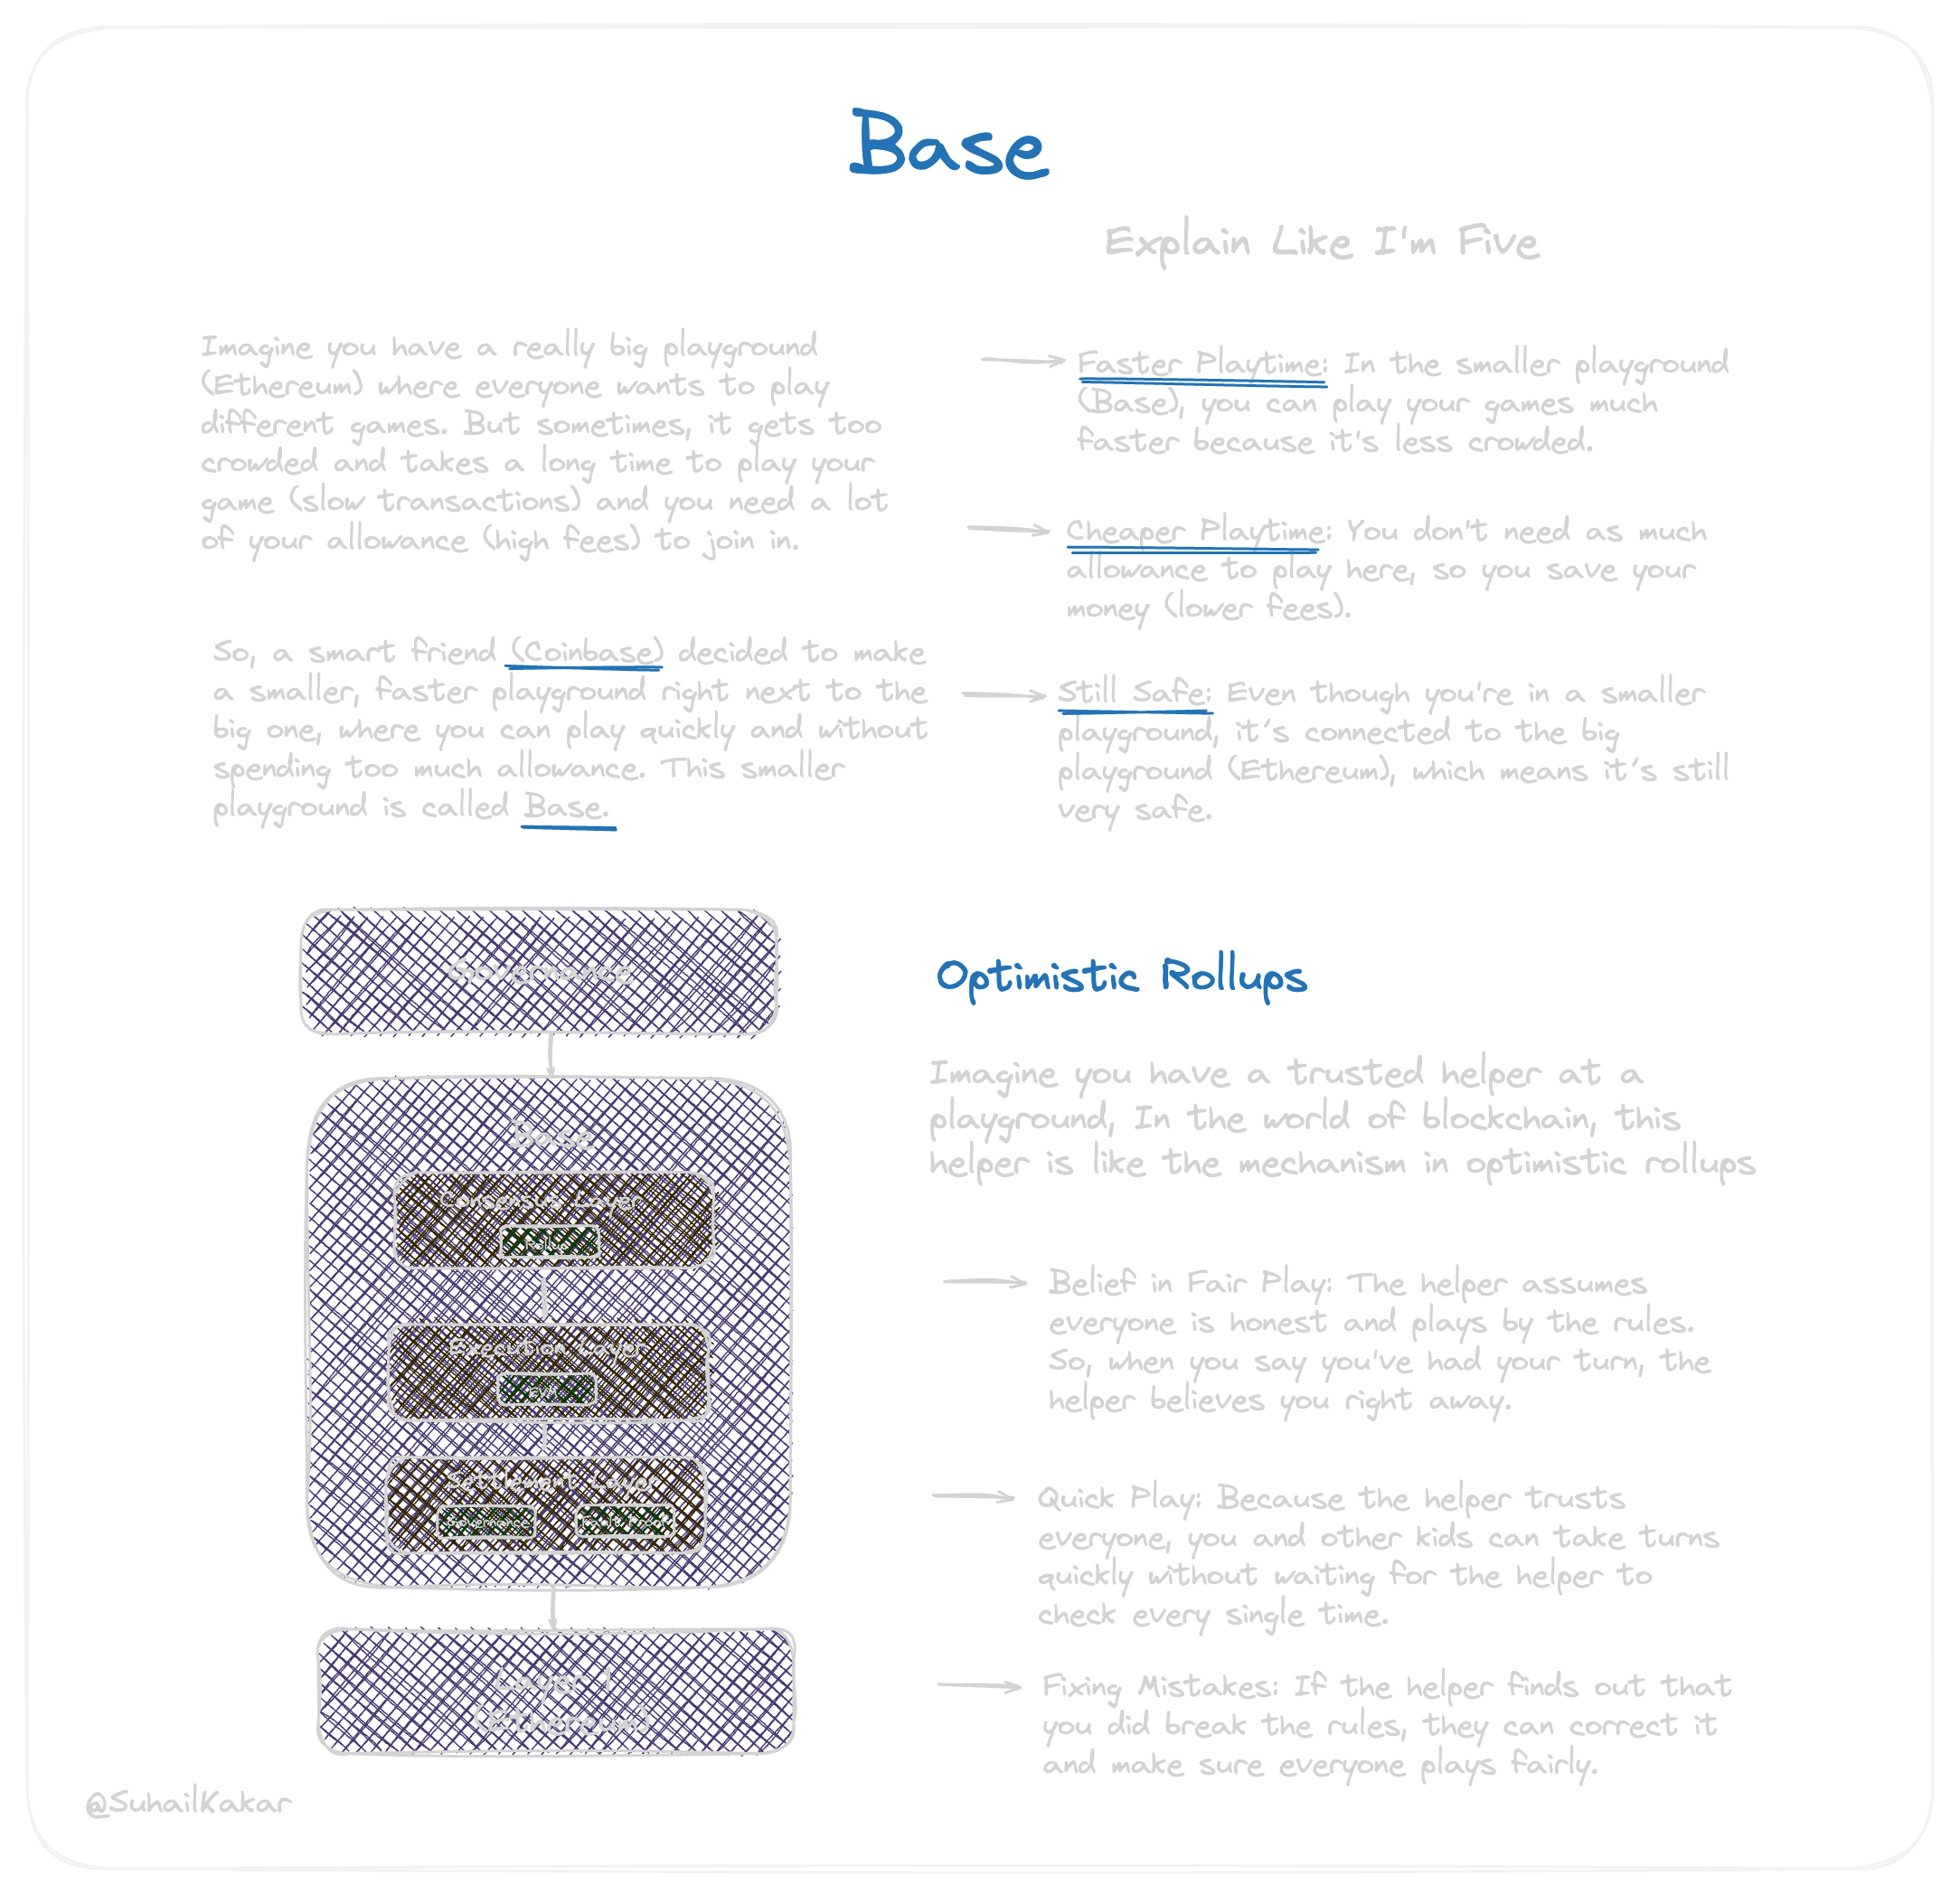 Base
Explain Like I'm Five
Imagine you have a really big playground
(Ethereum) where everyone wants to play
different games. But sometimes, it gets too
crowded and takes a long time to play your
game (slow transactions) and you need a lot
of your allowance (high fees) to join in.
So, a smart friend (Coinbase) decided to make
a smaller, faster playground right next to the
big one, where you can play quickly and without
spending too much allowance. This smaller
playground is called Base.
Faster Playtime: In the smaller playground
(Base), you can play your games much
faster because it's less crowded.
Cheaper Playtime: You don't need as much
allowance to play here, so you save your
money (lower fees).
Still Safe: Even though you're in a smaller
playground, it's connected to the big
playground (Ethereum), which means it's still
very safe.
Governance
Base
Consensus Layer
Execution Layer
EVM
Settlement Layer
Governance
Layer 1
(Ethereum)
Optimistic Rollups
Imagine you have a trusted helper at a
playground, In the world of blockchain, this
helper is like the mechanism in optimistic rollups
Belief in Fair Play: The helper assumes
everyone is honest and plays by the rules.
So, when you say you've had your turn, the
helper believes you right away.
Quick Play: Because the helper trusts
everyone, you and other kids can take turns
quickly without waiting for the helper to
check every single time.
Fixing Mistakes: If the helper finds out that
you did break the rules, they can correct it
and make sure everyone plays fairly.
@SuhailKakar